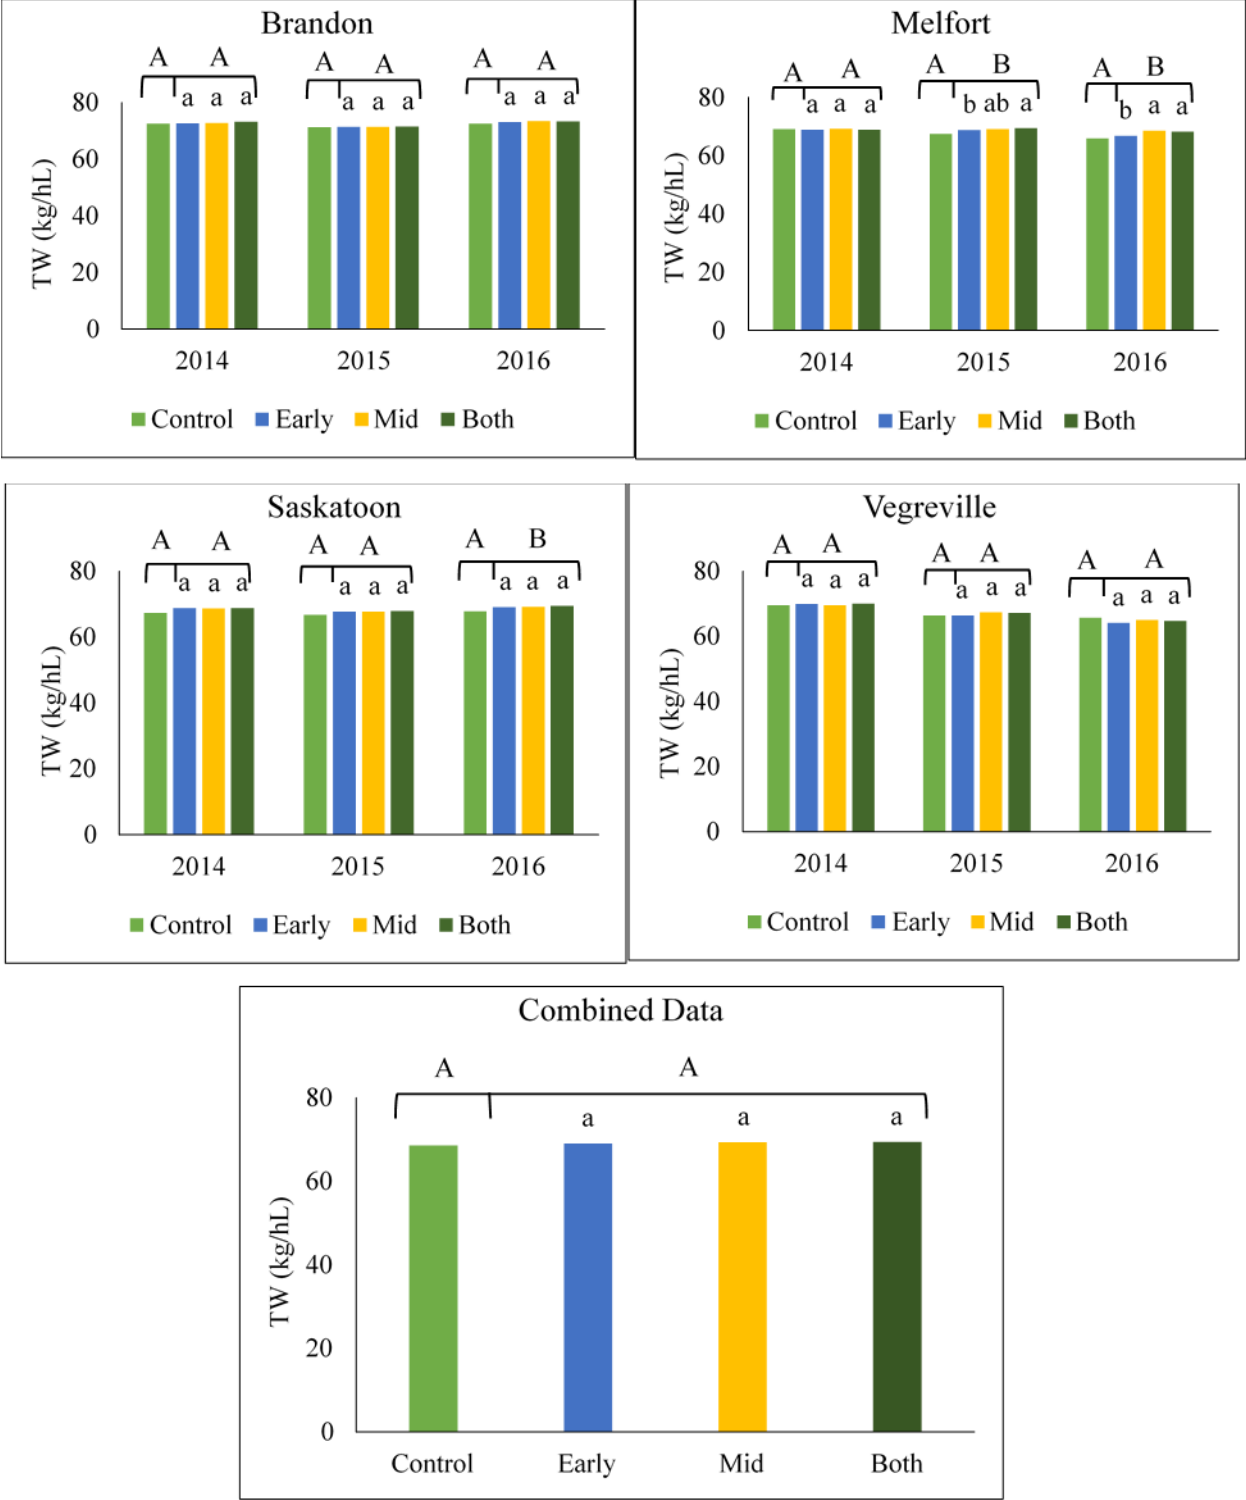 Brandon
A A A A A A
a a a a a a a a a
80
60
40
20
0
TW (kg/hL)
2014 2015 2016
Control Early Mid Both
Melfort
A A A B A B
a a a b ab a b a a
80
60
40
20
0
TW (kg/hL)
2014 2015 2016
Control Early Mid Both
Saskatoon
A A A A A B
a a a a a a a a a
80
60
40
20
0
TW (kg/hL)
2014 2015 2016
Control Early Mid Both
Vegreville
A A A A A A
a a a a a a a a a
80
60
40
20
0
TW (kg/hL)
2014 2015 2016
Control Early Mid Both
Combined Data
A A
a a a
80
60
40
20
0
TW (kg/hL)
Control Early Mid Both